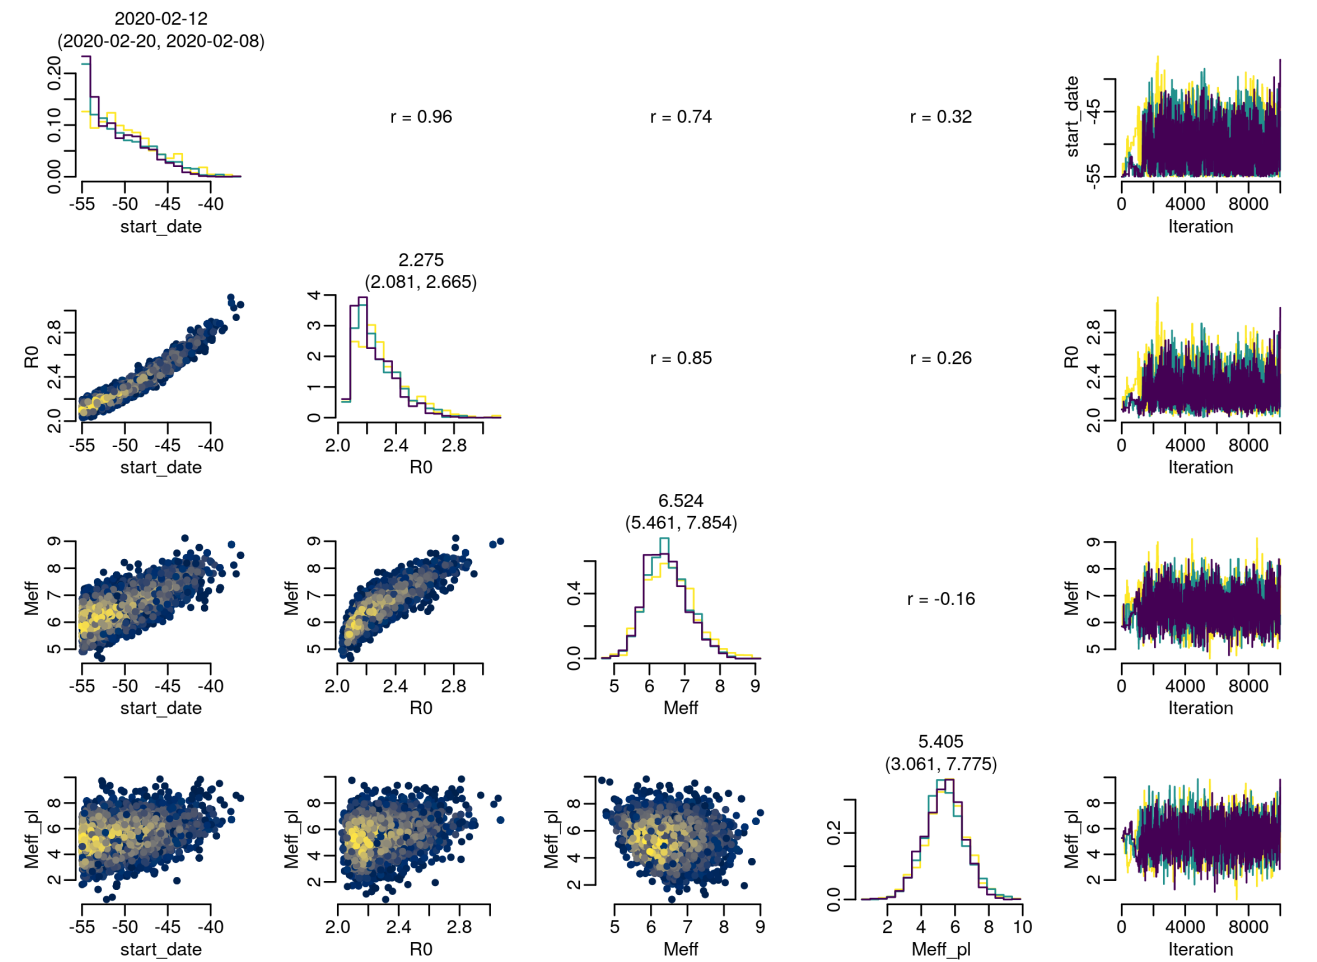 2020-02-12
(2020-02-20, 2020-02-08)
0.00 0.10 0.20
-55 -50 -45 -40
start_date
r = 0.96
r = 0.74
r = 0.32
start_date
-55 -45
0 4000 8000
Iteration
R0
2.0 2.4 2.8
-55 -50 -45 -40
start_date
2.275
(2.081, 2.665)
0 1 2 3 4
2.0 2.4 2.8
R0
r = 0.85
r = 0.26
R0
2.0 2.4 2.8
0 4000 8000
Iteration
Meff
5 6 7 8 9
-55 -50 -45 -40
start_date
Meff
5 6 7 8 9
2.0 2.4 2.8
R0
6.524
(5.461, 7.854)
0.0 0.4
5 6 7 8 9
Meff
r = -0.16
Meff
5 6 7 8 9
0 4000 8000
Iteration
Meff_pl
2 4 6 8
-55 -50 -45 -40
start_date
Meff_pl
2 4 6 8
2.0 2.4 2.8
R0
Meff_pl
2 4 6 8
5 6 7 8 9
Meff
5.405
(3.061, 7.775)
0.0 0.2
2 4 6 8 10
Meff_pl
Meff_pl
2 4 6 8
0 4000 8000
Iteration